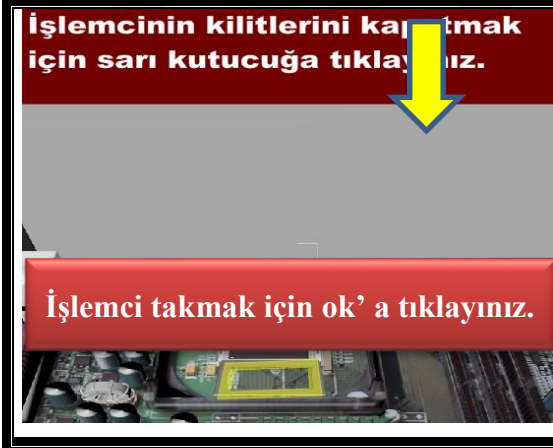 İşlemcinin kilitlerini kapatmak
için sarı kutucuğa tıklayınız.
İşlemci takmak için ok’ a tıklayınız.